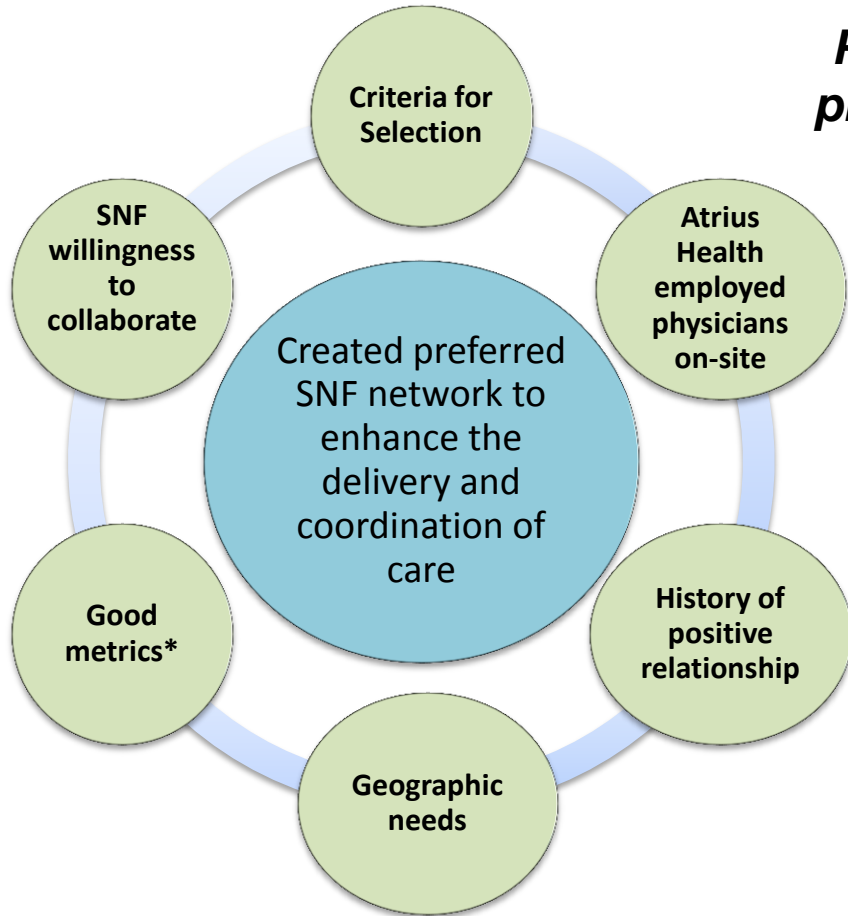 Criteria for
Selection
Atrius
Health
employed
physicians
on-site
History of
positive
relationship
Geographic
needs
Good
metrics*
SNF
willingness
to
collaborate
Created preferred
SNF network to
enhance the
delivery and
coordination of
care